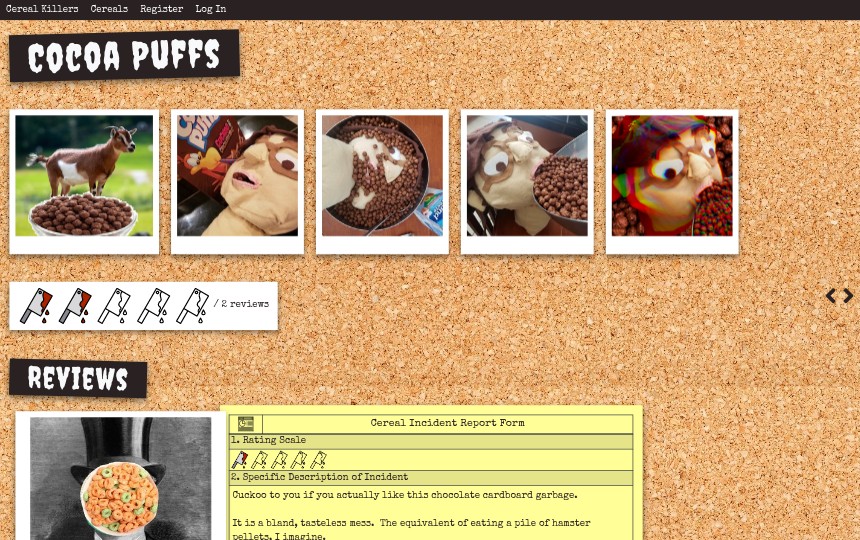 Cereal Killers Cereals Register Log In
COCOA PUFFS
/ 2 reviews
REVIEWS
Cereal Incident Report Form
1. Rating Scale
2. Specific Description of Incident
Cuckoo to you if you actually like this chocolate cardboard garbage.
It is a bland, tasteless mess. The equivalent of eating a pile of hamster
pellets, I imagine.